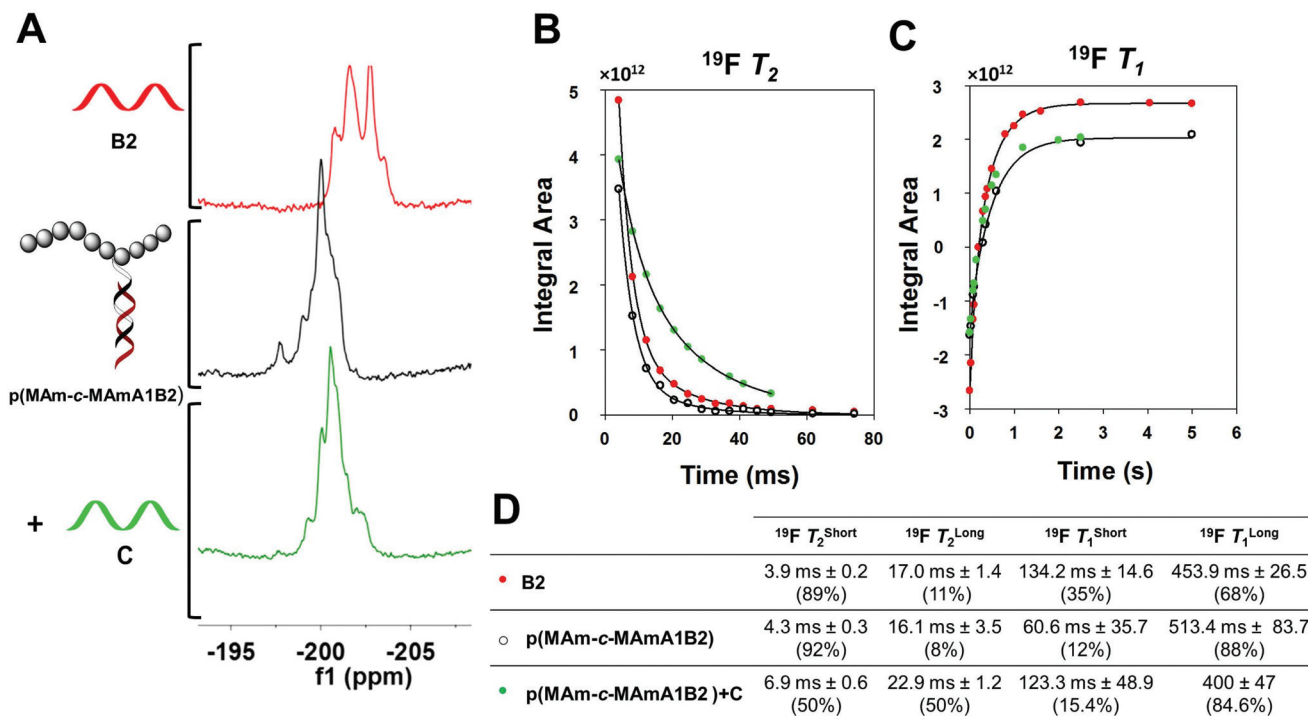 A
B2
p(MAm-c-MAmA1B2)
+
C
-195
-200
-205
f1 (ppm)
B
¹⁹F T₂
×10¹²
5
4
3
2
1
0
Integral Area
0
20
40
60
80
Time (ms)
C
¹⁹F T₁
×10¹²
3
2
1
0
-1
-2
-3
Integral Area
0
1
2
3
4
5
6
Time (s)
D
¹⁹F T₂Short ¹⁹F T₂Long ¹⁹F T₁Short ¹⁹F T₁Long
B2 3.9 ms ± 0.2 17.0 ms ± 1.4 134.2 ms ± 14.6 453.9 ms ± 26.5
(89%) (11%) (35%) (68%)
p(MAm-c-MAmA1B2) 4.3 ms ± 0.3 16.1 ms ± 3.5 60.6 ms ± 35.7 513.4 ms ± 83.7
(92%) (8%) (12%) (88%)
p(MAm-c-MAmA1B2 )+C 6.9 ms ± 0.6 22.9 ms ± 1.2 123.3 ms ± 48.9 400 ± 47
(50%) (50%) (15.4%) (84.6%)